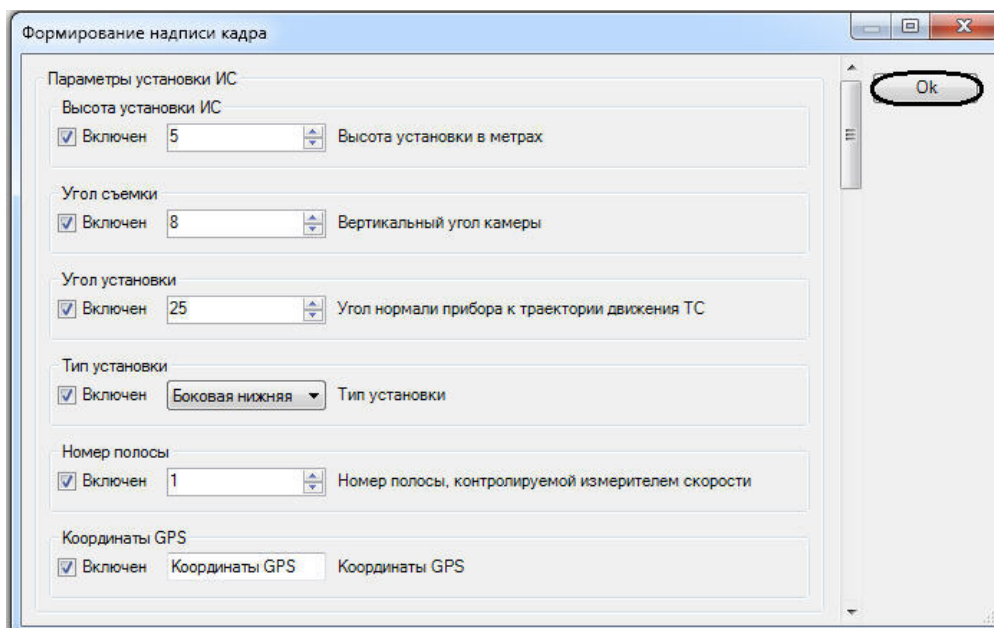 Формирование надписи кадра
Параметры установки ИС
Высота установки ИС
Включен 5 Высота установки в метрах
Ok
Угол съемки
Включен 8 Вертикальный угол камеры
Угол установки
Включен 25 Угол нормали прибора к траектории движения ТС
Тип установки
Включен Боковая нижняя Тип установки
Номер полосы
Включен 1 Номер полосы, контролируемой измерителем скорости
Координаты GPS
Включен Координаты GPS Координаты GPS